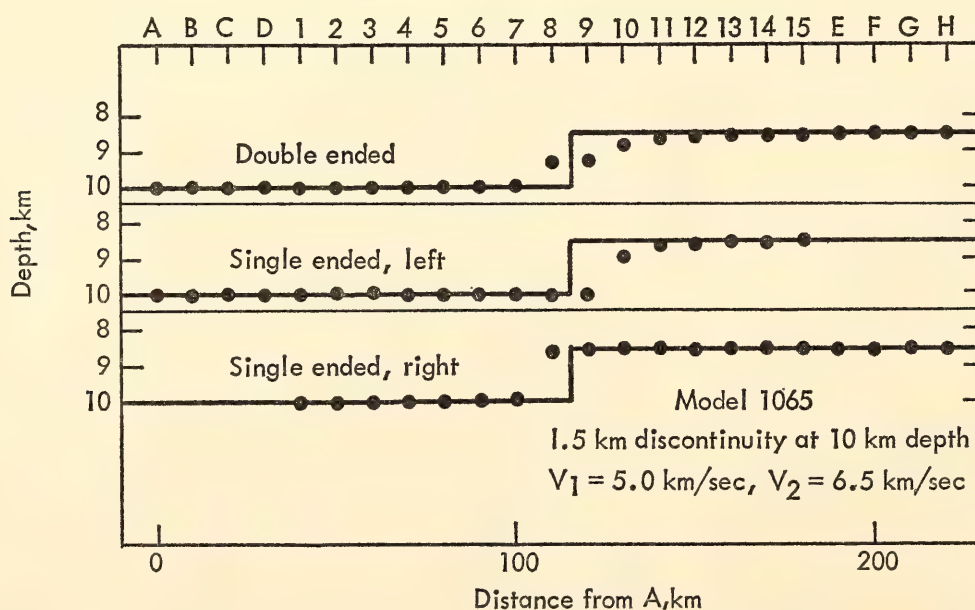 A B C D 1 2 3 4 5 6 7 8 9 10 11 12 13 14 15 E F G H
Depth,km
8
9
10
Double ended
8
9
10
Single ended, left
8
9
10
Single ended, right
Model 1065
1.5 km discontinuity at 10 km depth
V1 = 5.0 km/sec, V2 = 6.5 km/sec
0 100 200
Distance from A,km